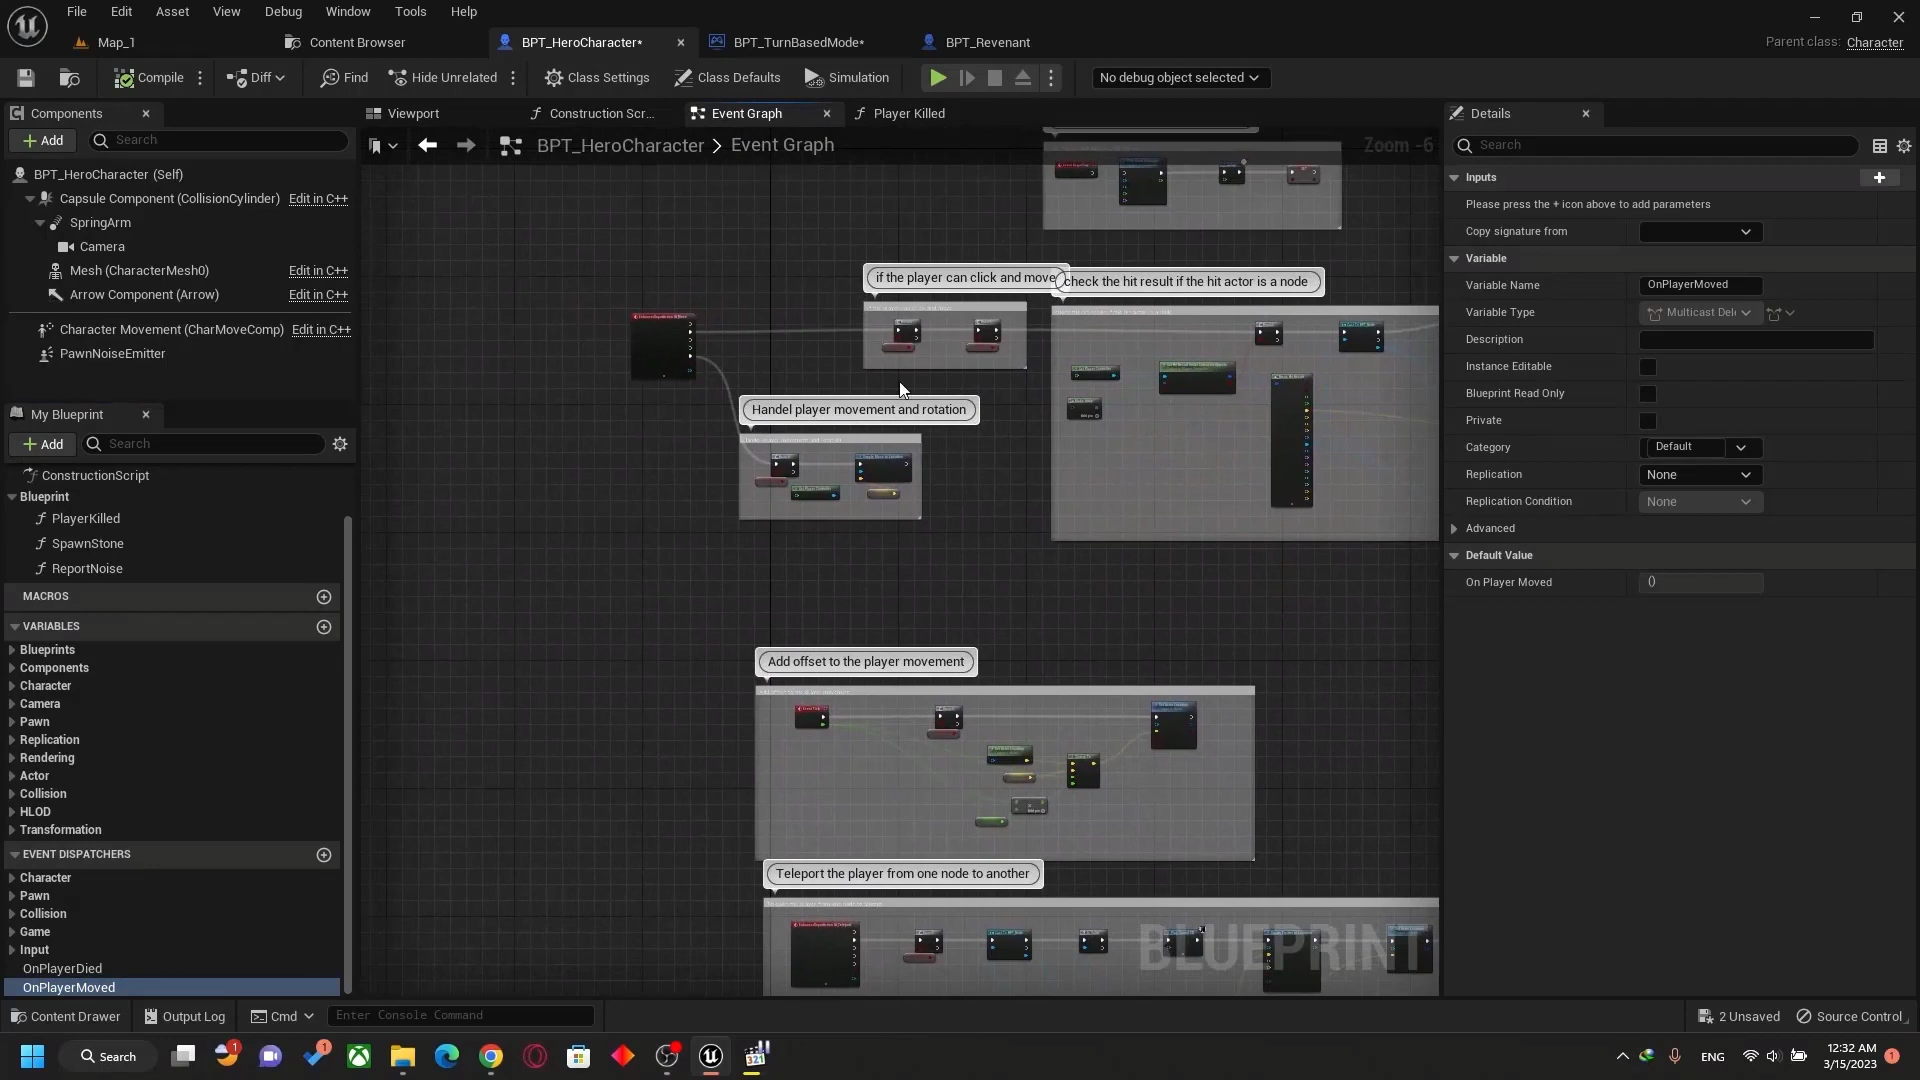 File Edit Asset View Debug Window Tools Help
Map_1
Content Browser
BPT_HeroCharacter*
BPT_TurnBasedMode*
BPT_Revenant
Parent class: Character
Compile
Diff
Find
Hide Unrelated
Class Settings
Class Defaults
Simulation
No debug object selected
Components
Add
Search
BPT_HeroCharacter (Self)
Capsule Component (CollisionCylinder) Edit in C++
SpringArm
Camera
Mesh (CharacterMesh0) Edit in C++
Arrow Component (Arrow) Edit in C++
Character Movement (CharMoveComp) Edit in C++
PawnNoiseEmitter
My Blueprint
Add
Search
ConstructionScript
Blueprint
PlayerKilled
SpawnStone
ReportNoise
MACROS
VARIABLES
Blueprints
Components
Character
Camera
Pawn
Replication
Rendering
Actor
Collision
HLOD
Transformation
EVENT DISPATCHERS
Character
Pawn
Collision
Game
Input
OnPlayerDied
OnPlayerMoved
Viewport
Construction Scr...
Event Graph
Player Killed
BPT_HeroCharacter > Event Graph
Zoom -6
if the player can click and move
check the hit result if the hit actor is a node
Handel player movement and rotation
Add offset to the player movement
Teleport the player from one node to another
BLUEPRINT
Details
Search
Inputs
Please press the + icon above to add parameters
Copy signature from
Variable
Variable Name OnPlayerMoved
Variable Type Multicast Del
Description
Instance Editable
Blueprint Read Only
Private
Category Default
Replication None
Replication Condition None
Advanced
Default Value
On Player Moved ()
Content Drawer
Output Log
Cmd
Enter Console Command
2 Unsaved
Source Control
Search
ENG
12:32 AM
3/15/2023